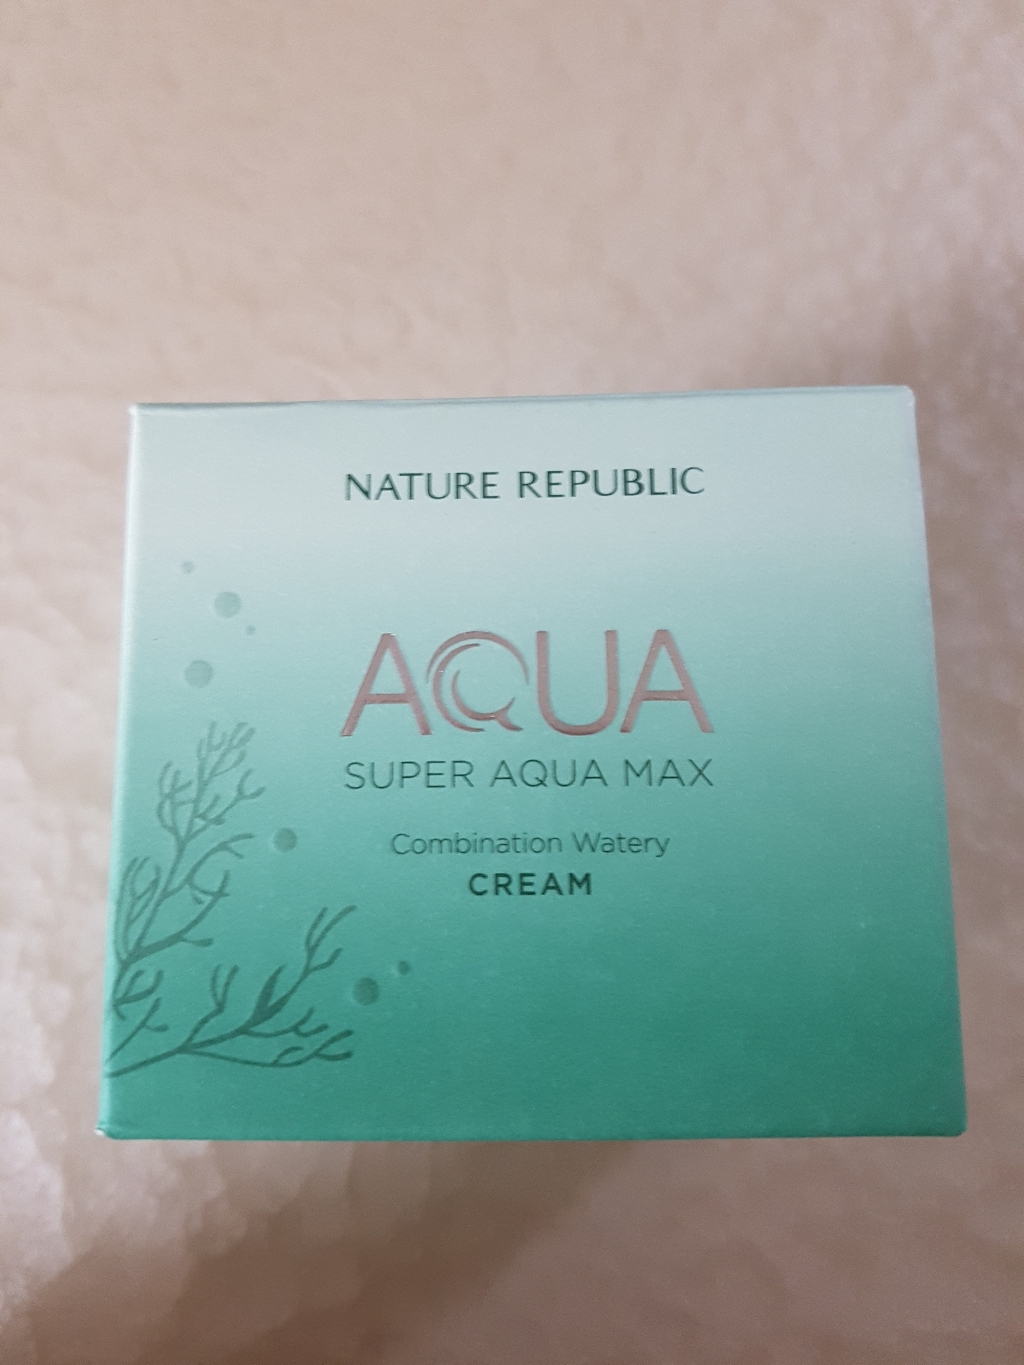 NATURE REPUBLIC
AQUA
SUPER AQUA MAX
Combination Watery
CREAM